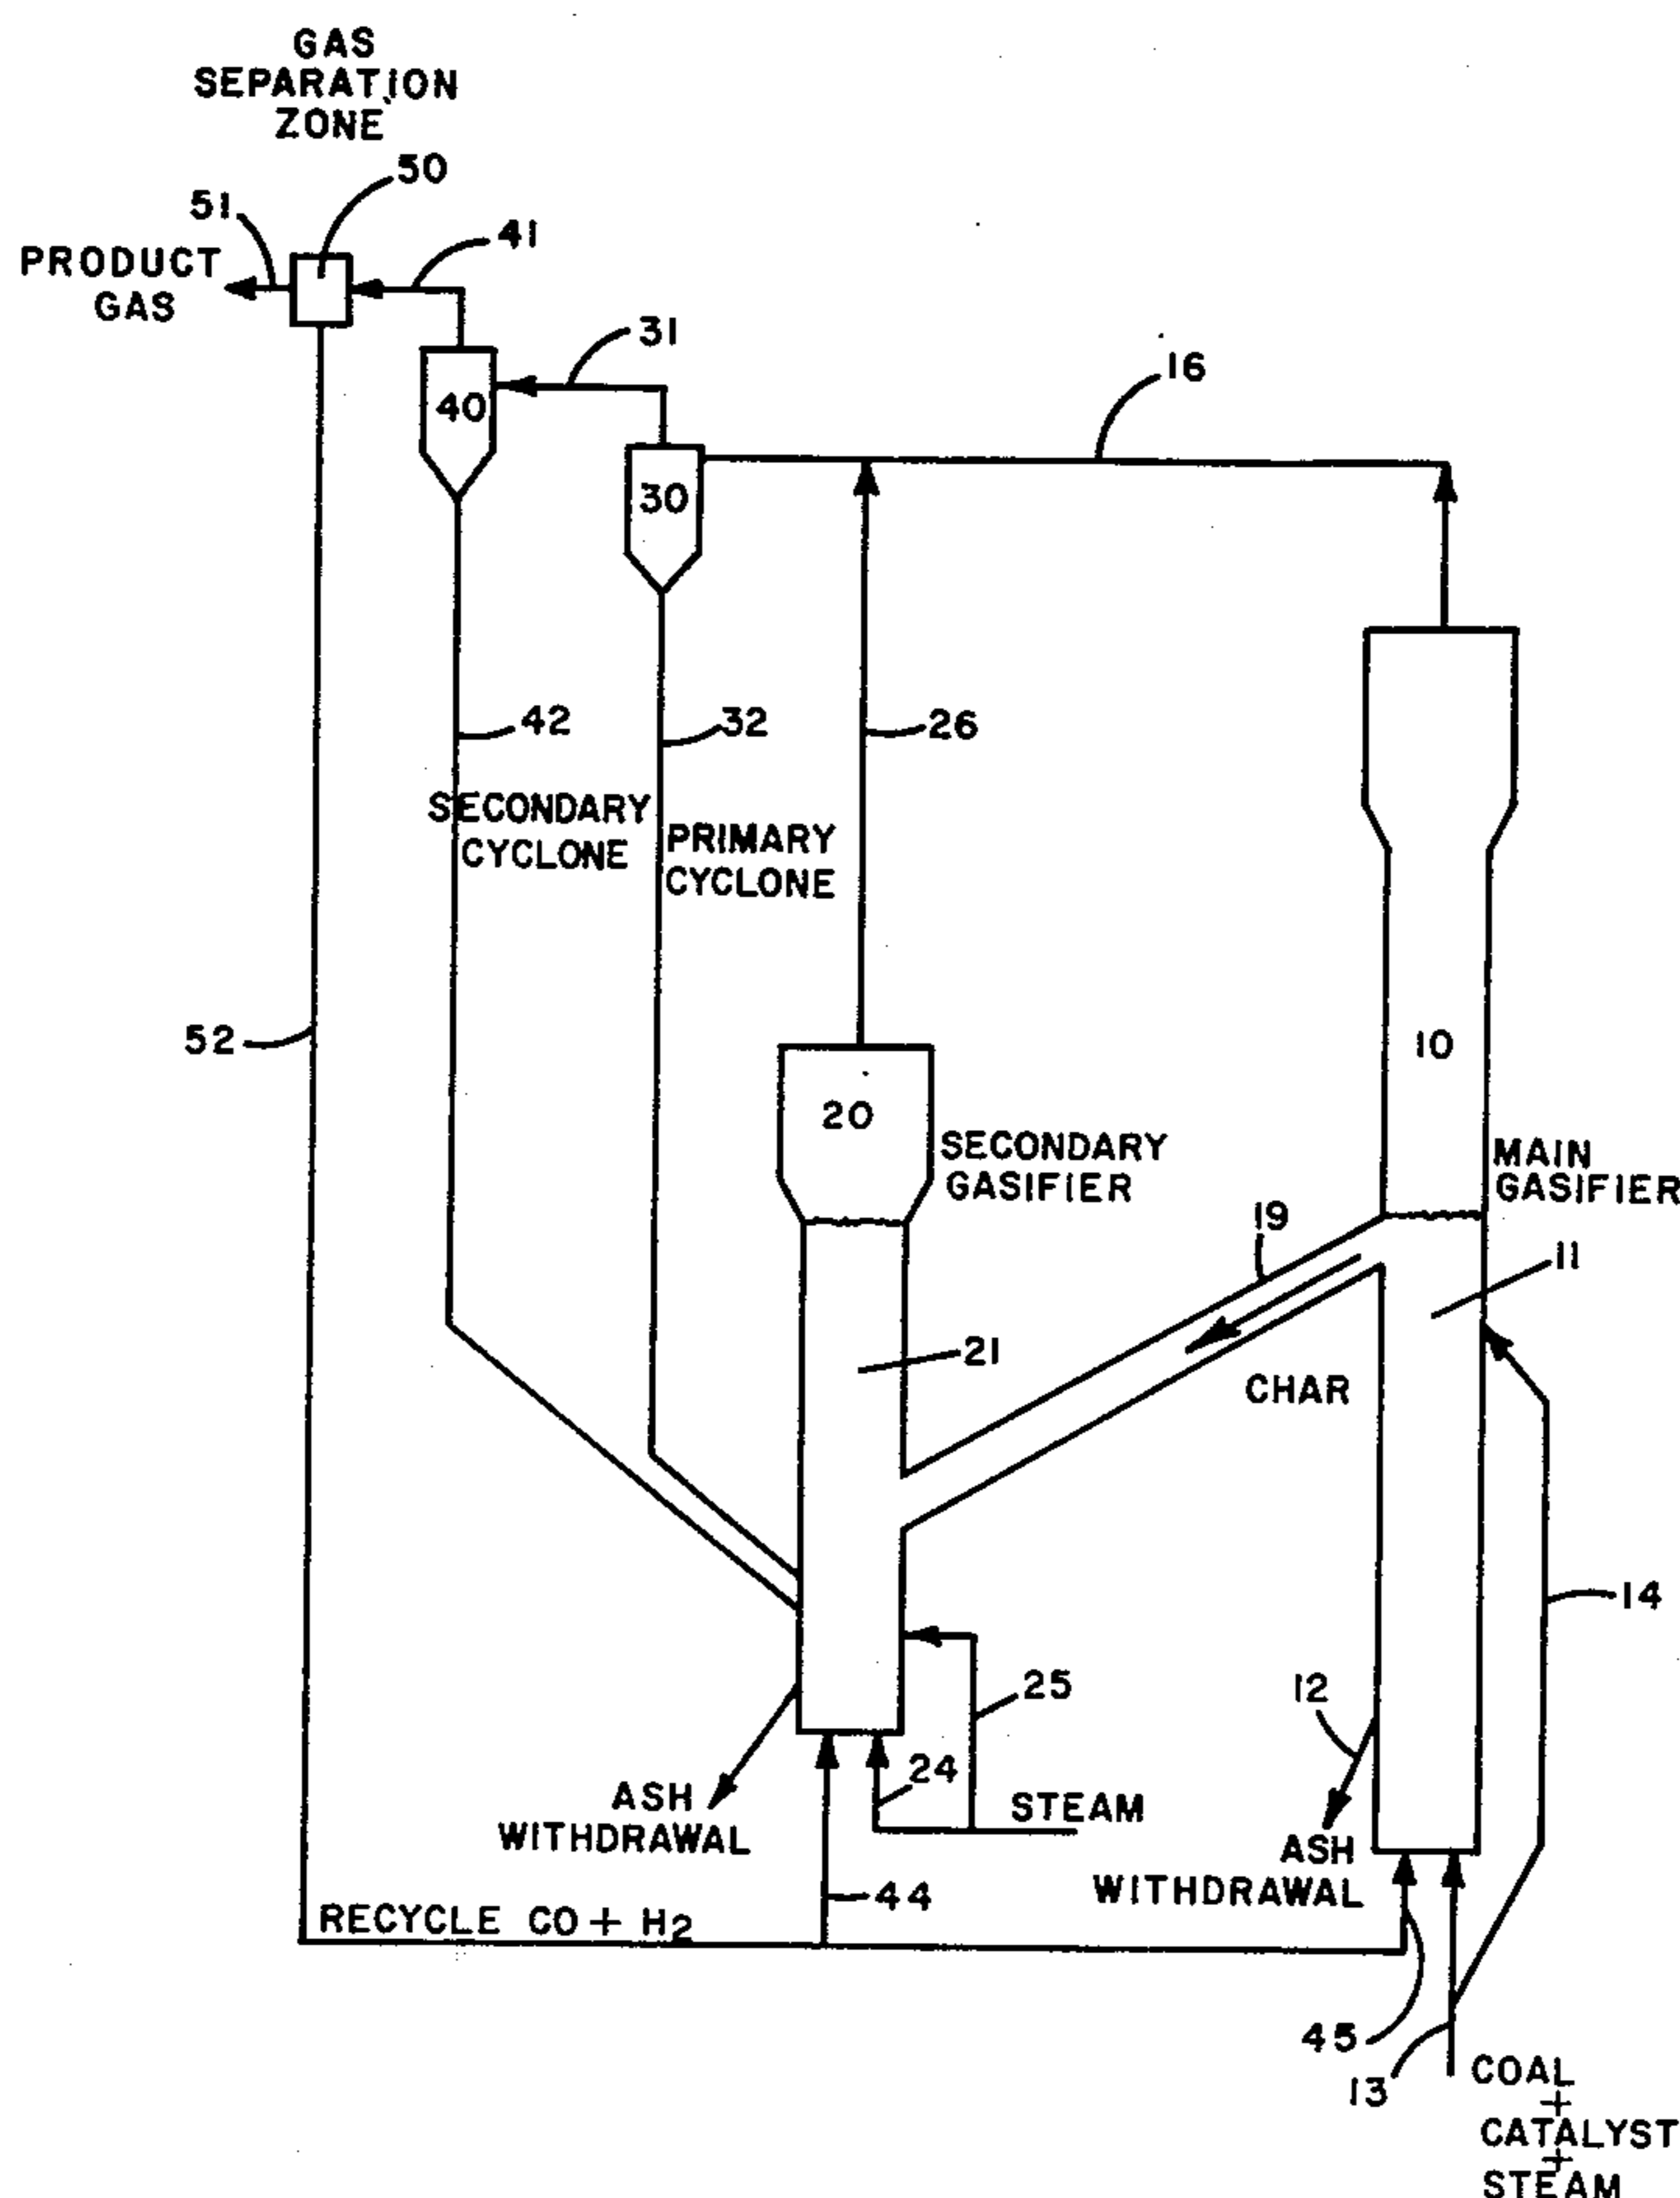 GAS
SEPARATION
ZONE
50
51
41
PRODUCT
GAS
31
16
40
30
42
32
26
SECONDARY
CYCLONE
PRIMARY
CYCLONE
52
10
20
SECONDARY
GASIFIER
MAIN
GASIFIER
19
11
21
CHAR
14
25
12
24
ASH
WITHDRAWAL
STEAM
ASH
WITHDRAWAL
44
RECYCLE CO + H2
45
13
COAL
+
CATALYST
+
STEAM